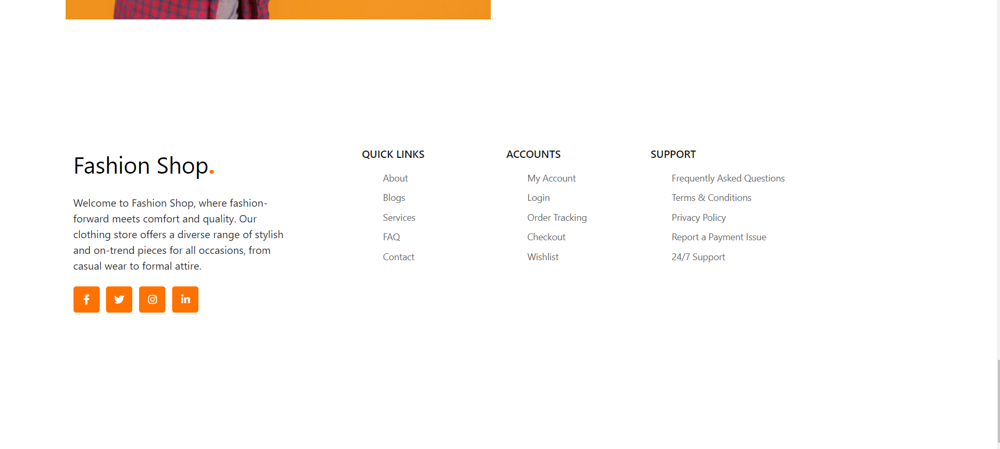 Fashion Shop.
Welcome to Fashion Shop, where fashion-
forward meets comfort and quality. Our
clothing store offers a diverse range of stylish
and on-trend pieces for all occasions, from
casual wear to formal attire.
QUICK LINKS
About
Blogs
Services
FAQ
Contact
ACCOUNTS
My Account
Login
Order Tracking
Checkout
Wishlist
SUPPORT
Frequently Asked Questions
Terms & Conditions
Privacy Policy
Report a Payment Issue
24/7 Support